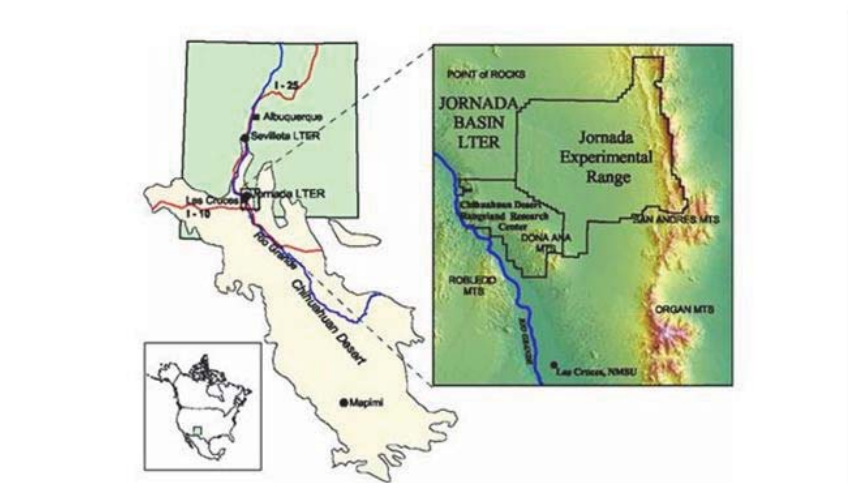 I - 25
Albuquerque
Sevilleta LTER
Jornada LTER
Las Cruces
I - 10
Rio Grande
Chihuahuan Desert
Mapimi
POINT of ROCKS
JORNADA
BASIN
LTER
Jornada
Experimental
Range
Chihuahuan Desert
Rangeland Research
Center
DONA ANA
MTS
SAN ANDRES MTS
ROBLEDO
MTS
ORGAN MTS
RIO GRANDE
Las Cruces, NMSU